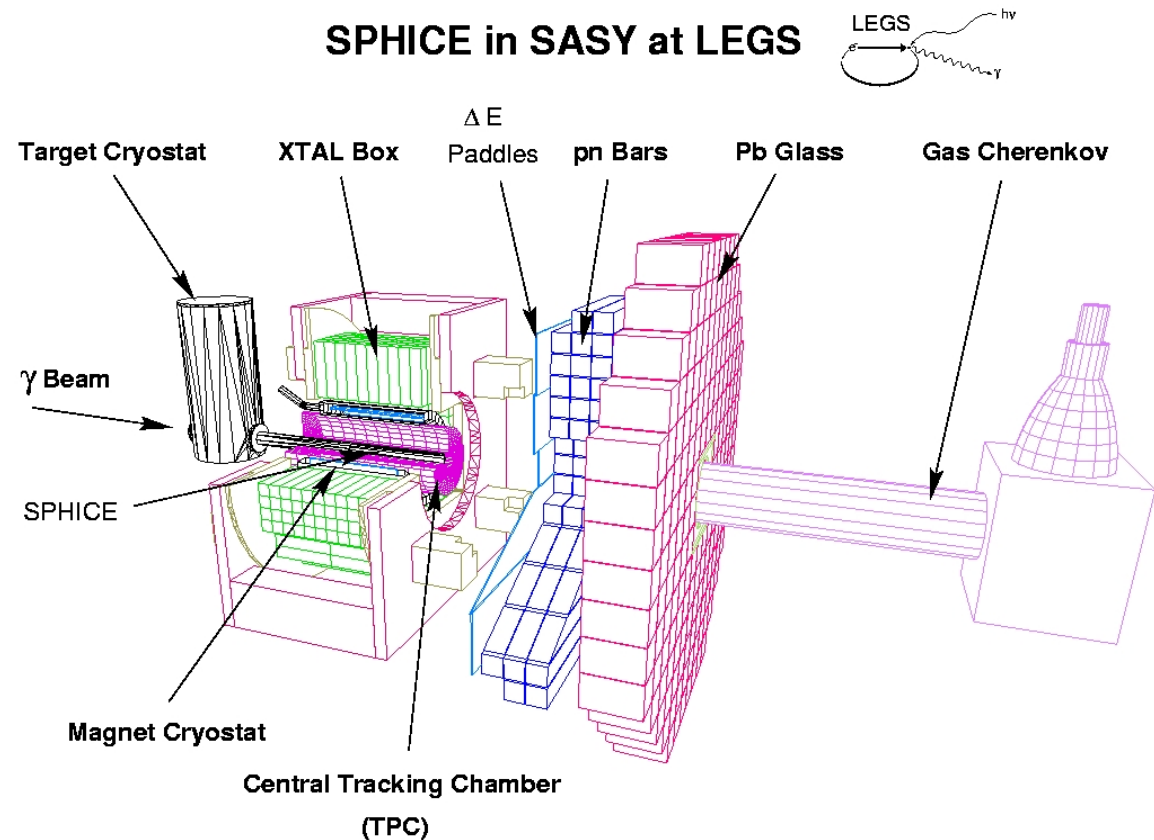 SPHICE in SASY at LEGS
LEGS
hν
e
γ
Target Cryostat
XTAL Box
Δ E
Paddles
pn Bars
Pb Glass
Gas Cherenkov
γ Beam
SPHICE
Magnet Cryostat
Central Tracking Chamber
(TPC)